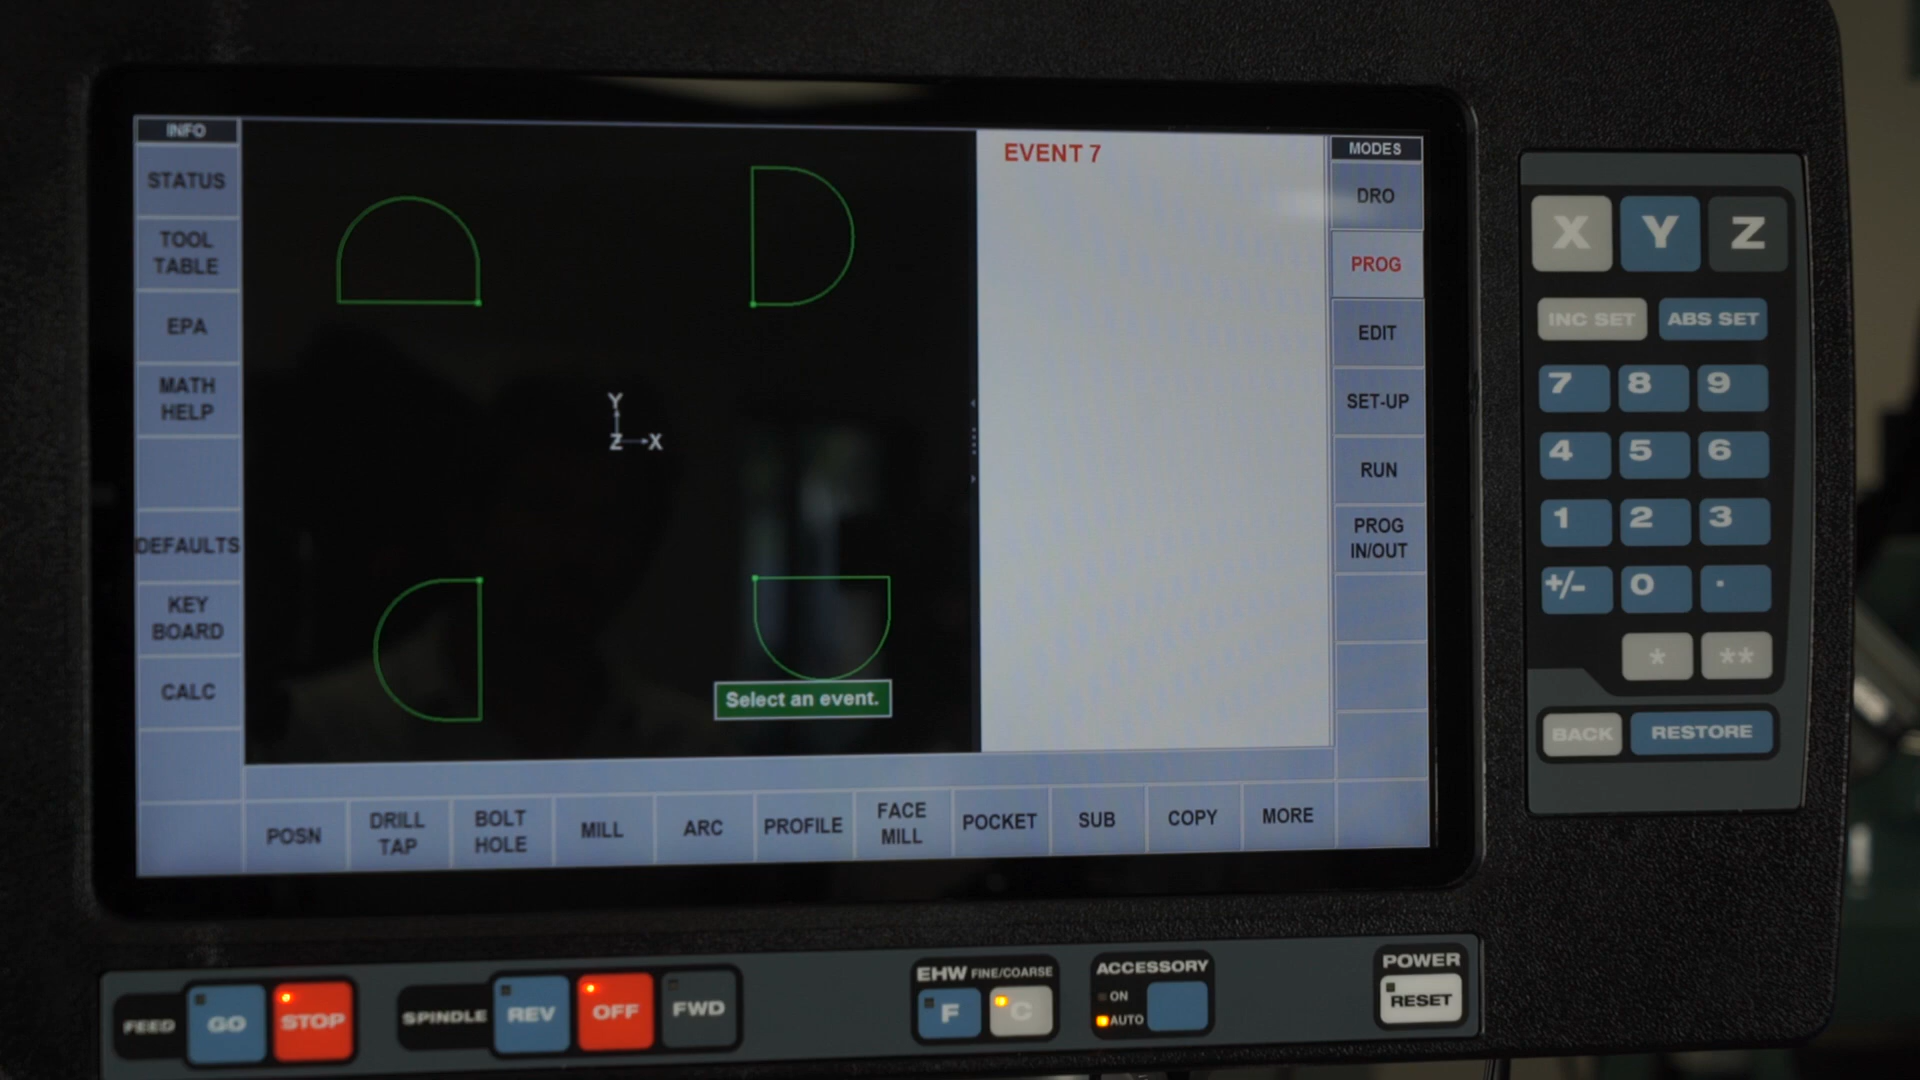 INFO
STATUS
TOOL
TABLE
EPA
MATH
HELP
DEFAULTS
KEY
BOARD
CALC
Y
Z
X
Select an event.
EVENT 7
MODES
DRO
PROG
EDIT
SET-UP
RUN
PROG
IN/OUT
POSN
DRILL
TAP
BOLT
HOLE
MILL
ARC
PROFILE
FACE
MILL
POCKET
SUB
COPY
MORE
X Y Z
INC SET ABS SET
7 8 9
4 5 6
1 2 3
+/- 0 .
* **
BACK RESTORE
FEED GO STOP
SPINDLE REV OFF FWD
EHW FINE/COARSE
F C
ACCESSORY
ON
AUTO
POWER
RESET